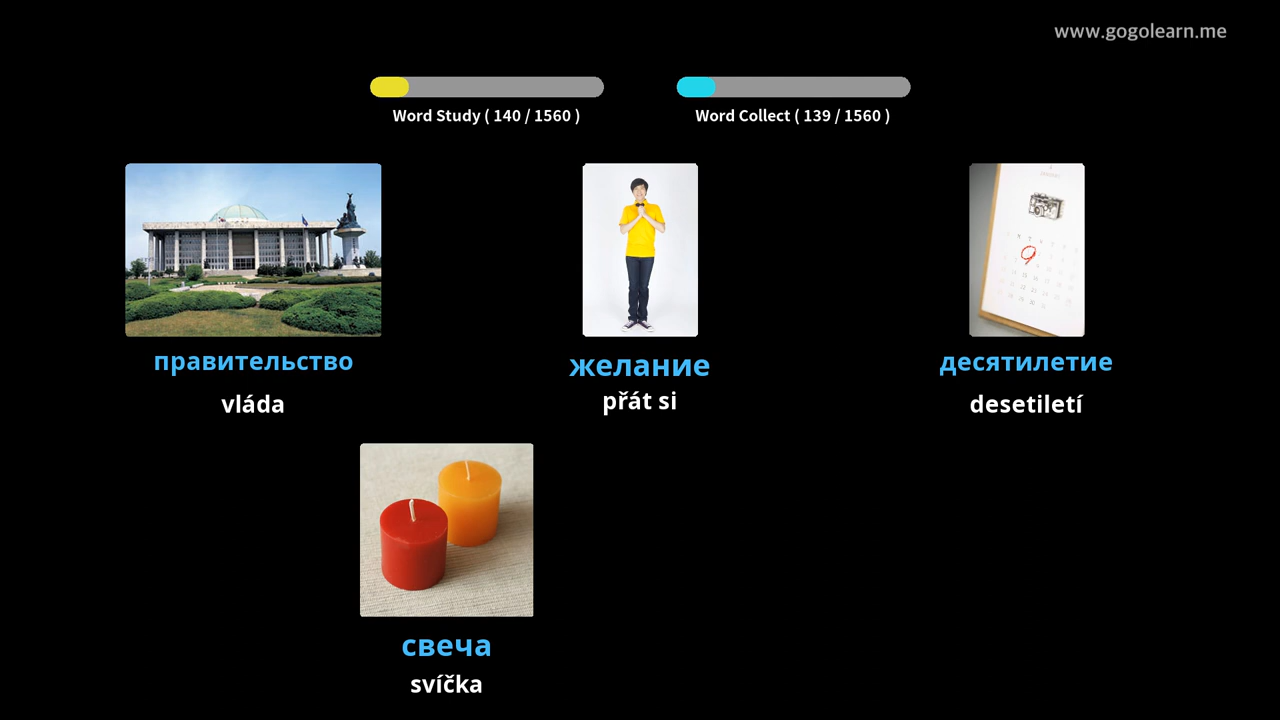 www.gogolearn.me
Word Study ( 140 / 1560 )
Word Collect ( 139 / 1560 )
правительство
желание
десятилетие
vláda
přát si
desetiletí
свеча
svíčka